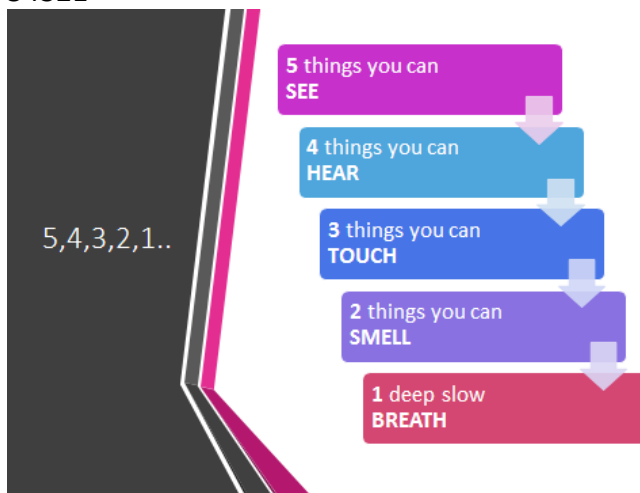 5,4,3,2,1..
5 things you can
SEE
4 things you can
HEAR
3 things you can
TOUCH
2 things you can
SMELL
1 deep slow
BREATH